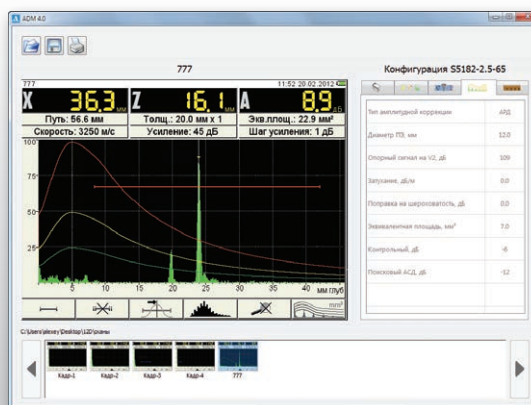 ADM 4.0
777
Конфигурация S5182-2.5-65
777 11:52 29.02.2012
X 36.3 мм Z 16.1 мм A 8.9 дБ
Путь: 56.6 мм Толщ.: 20.0 мм x 1 Экв.площ.: 22.9 мм²
Скорость: 3250 м/с Усиление: 45 дБ Шаг усиления: 1 дБ
100
75
50
25
5 10 15 20 25 30 35 40 мм глуб
mm²
Тип амплитудной коррекции АРД
Диаметр ПЭ, мм 12.0
Опорный сигнал на V2, дБ 109
Затухание, дБ/м 0.0
Поправка на шероховатость, дБ 0.0
Эквивалентная площадь, мм² 7.0
Контрольный, дБ -6
Поисковый АСД, дБ -12
Кадр-1 Кадр-2 Кадр-3 Кадр-4 777